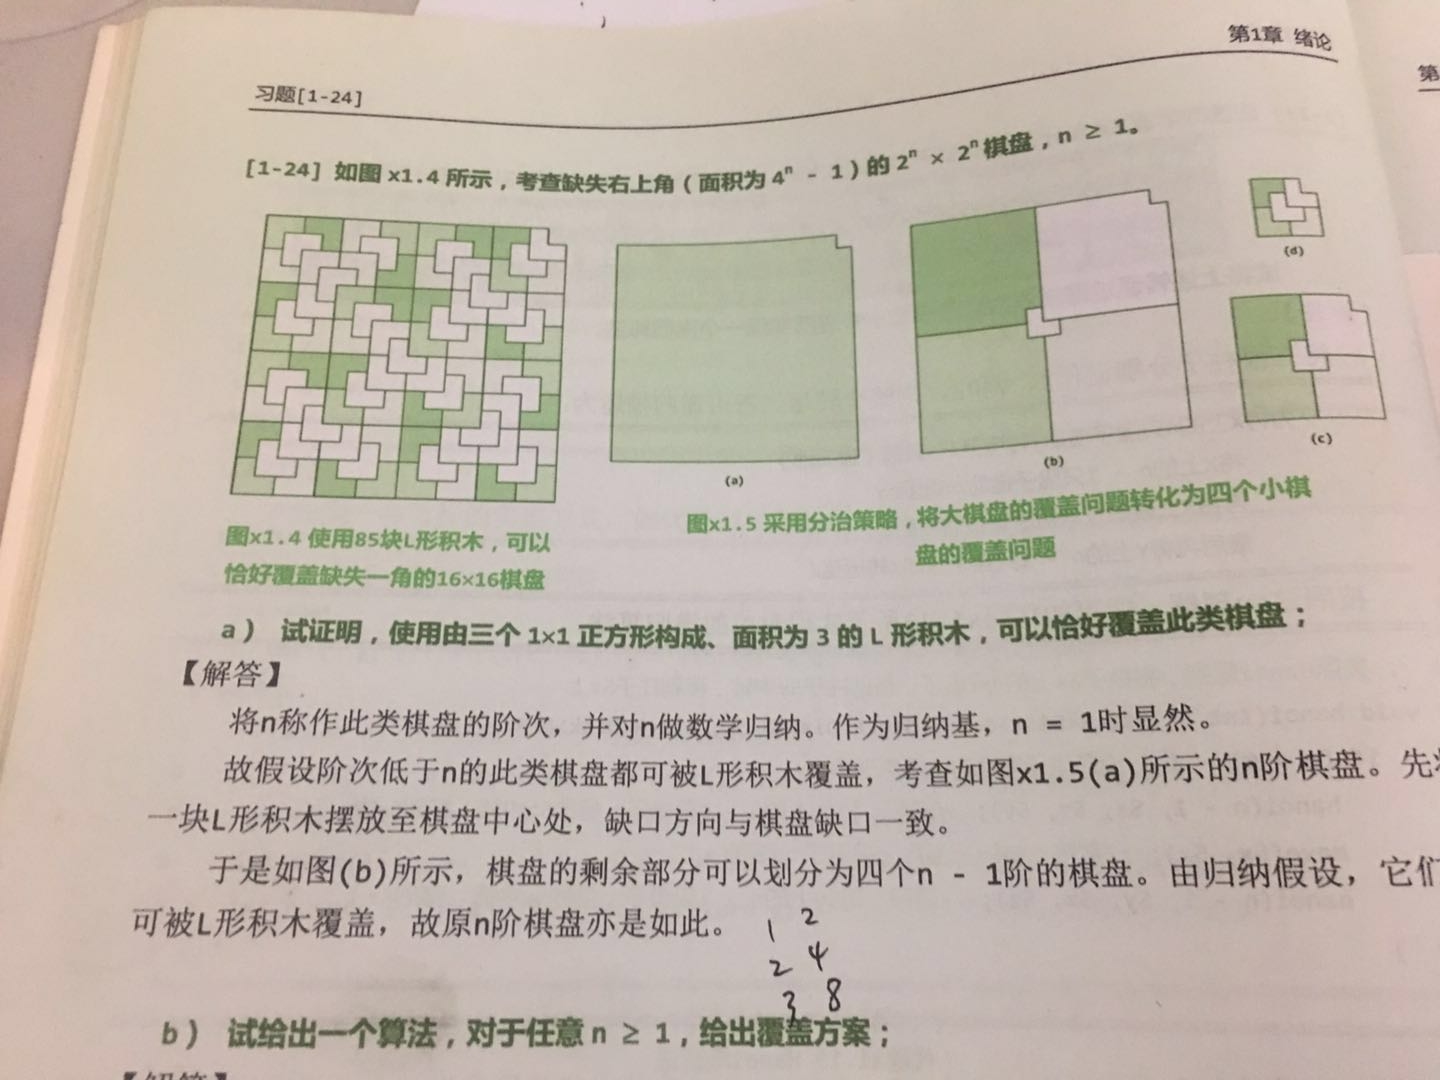 第1章 绪论
第
习题[1-24]
[1-24] 如图x1.4所示，考查缺失右上角（面积为4ⁿ - 1）的2ⁿ × 2ⁿ棋盘，n ≥ 1。
(a)
(b)
(c)
(d)
图x1.4 使用85块L形积木，可以
恰好覆盖缺失一角的16×16棋盘
图x1.5 采用分治策略，将大棋盘的覆盖问题转化为四个小棋
盘的覆盖问题
a） 试证明，使用由三个1×1正方形构成、面积为3的L形积木，可以恰好覆盖此类棋盘；
【解答】
将n称作此类棋盘的阶次，并对n做数学归纳。作为归纳基，n = 1时显然。
故假设阶次低于n的此类棋盘都可被L形积木覆盖，考查如图x1.5(a)所示的n阶棋盘。先
一块L形积木摆放至棋盘中心处，缺口方向与棋盘缺口一致。
于是如图(b)所示，棋盘的剩余部分可以划分为四个n - 1阶的棋盘。由归纳假设，它们
可被L形积木覆盖，故原n阶棋盘亦是如此。
1 2
2 4
3 8
b） 试给出一个算法，对于任意n ≥ 1，给出覆盖方案；